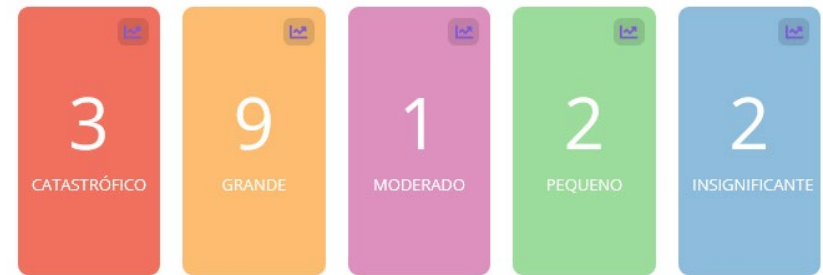 3
CATASTRÓFICO
9
GRANDE
1
MODERADO
2
PEQUENO
2
INSIGNIFICANTE